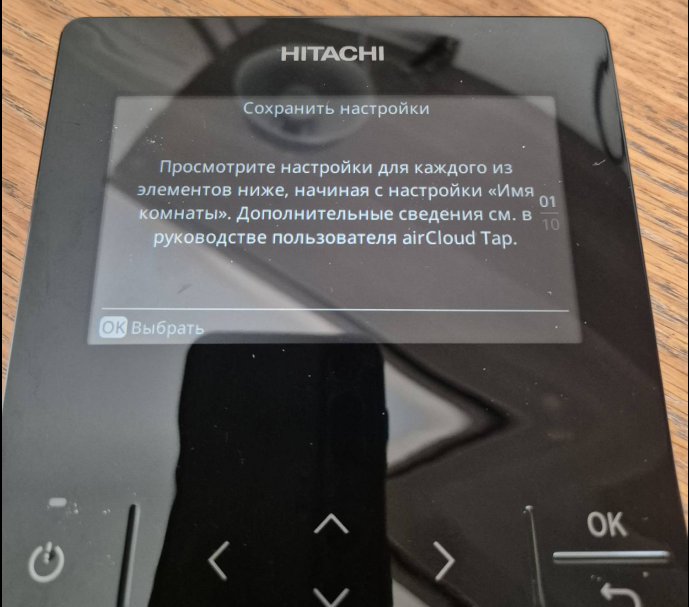 HITACHI
Сохранить настройки
Просмотрите настройки для каждого из
элементов ниже, начиная с настройки «Имя
комнаты». Дополнительные сведения см. в
руководстве пользователя airCloud Tap.
01
10
OK Выбрать
OK